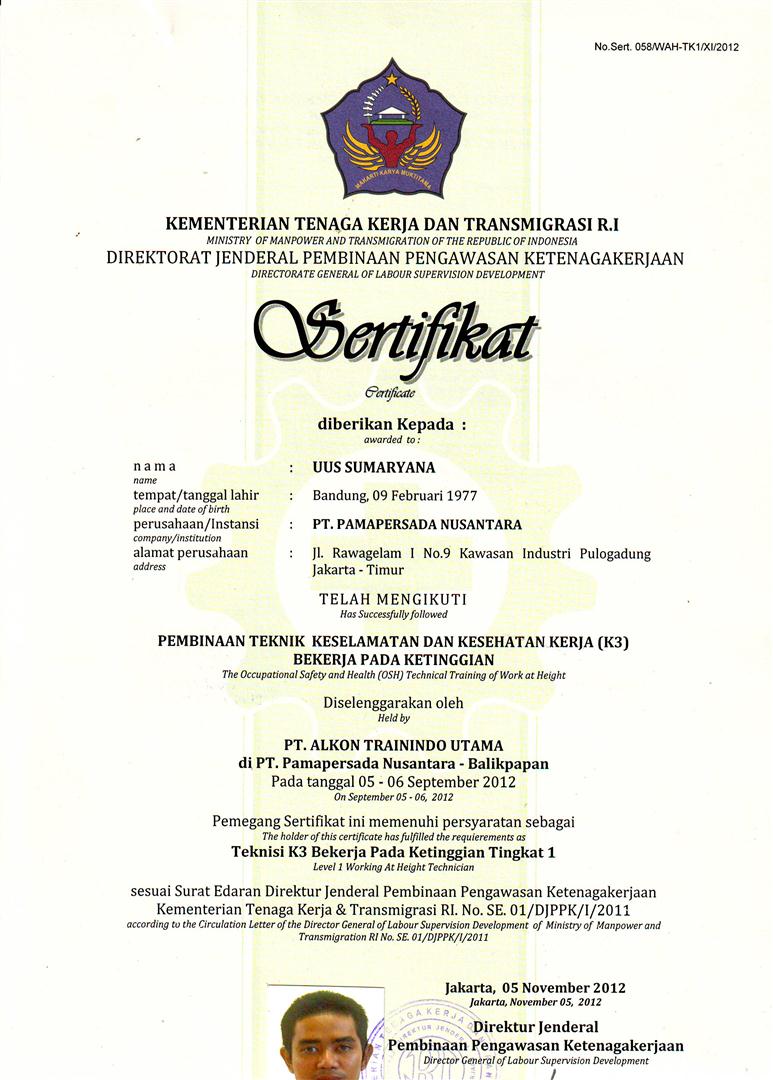 No.Sert. 058/WAH-TK1/XI/2012
MAHARTI KARYA MUKTITAMA
KEMENTERIAN TENAGA KERJA DAN TRANSMIGRASI R.I
MINISTRY OF MANPOWER AND TRANSMIGRATION OF THE REPUBLIC OF INDONESIA
DIREKTORAT JENDERAL PEMBINAAN PENGAWASAN KETENAGAKERJAAN
DIRECTORATE GENERAL OF LABOUR SUPERVISION DEVELOPMENT
Sertifikat
Certificate
diberikan Kepada :
awarded to :
n a m a : UUS SUMARYANA
name
tempat/tanggal lahir : Bandung, 09 Februari 1977
place and date of birth
perusahaan/Instansi : PT. PAMAPERSADA NUSANTARA
company/institution
alamat perusahaan : Jl. Rawagelam I No.9 Kawasan Industri Pulogadung
address
Jakarta - Timur
TELAH MENGIKUTI
Has Successfully followed
PEMBINAAN TEKNIK KESELAMATAN DAN KESEHATAN KERJA (K3)
BEKERJA PADA KETINGGIAN
The Occupational Safety and Health (OSH) Technical Training of Work at Height
Diselenggarakan oleh
Held by
PT. ALKON TRAININDO UTAMA
di PT. Pamapersada Nusantara - Balikpapan
Pada tanggal 05 - 06 September 2012
On September 05 - 06, 2012
Pemegang Sertifikat ini memenuhi persyaratan sebagai
The holder of this certificate has fulfilled the requierements as
Teknisi K3 Bekerja Pada Ketinggian Tingkat 1
Level 1 Working At Height Technician
sesuai Surat Edaran Direktur Jenderal Pembinaan Pengawasan Ketenagakerjaan
Kementerian Tenaga Kerja & Transmigrasi RI. No. SE. 01/DJPPK/I/2011
according to the Circulation Letter of the Director General of Labour Supervision Development of Ministry of Manpower and
Transmigration RI No. SE. 01/DJPPK/I/2011
Jakarta, 05 November 2012
Jakarta, November 05, 2012
Direktur Jenderal
Pembinaan Pengawasan Ketenagakerjaan
Director General of Labour Supervision Development
TENAGA KERJA DAN
DIREKTUR JENDER